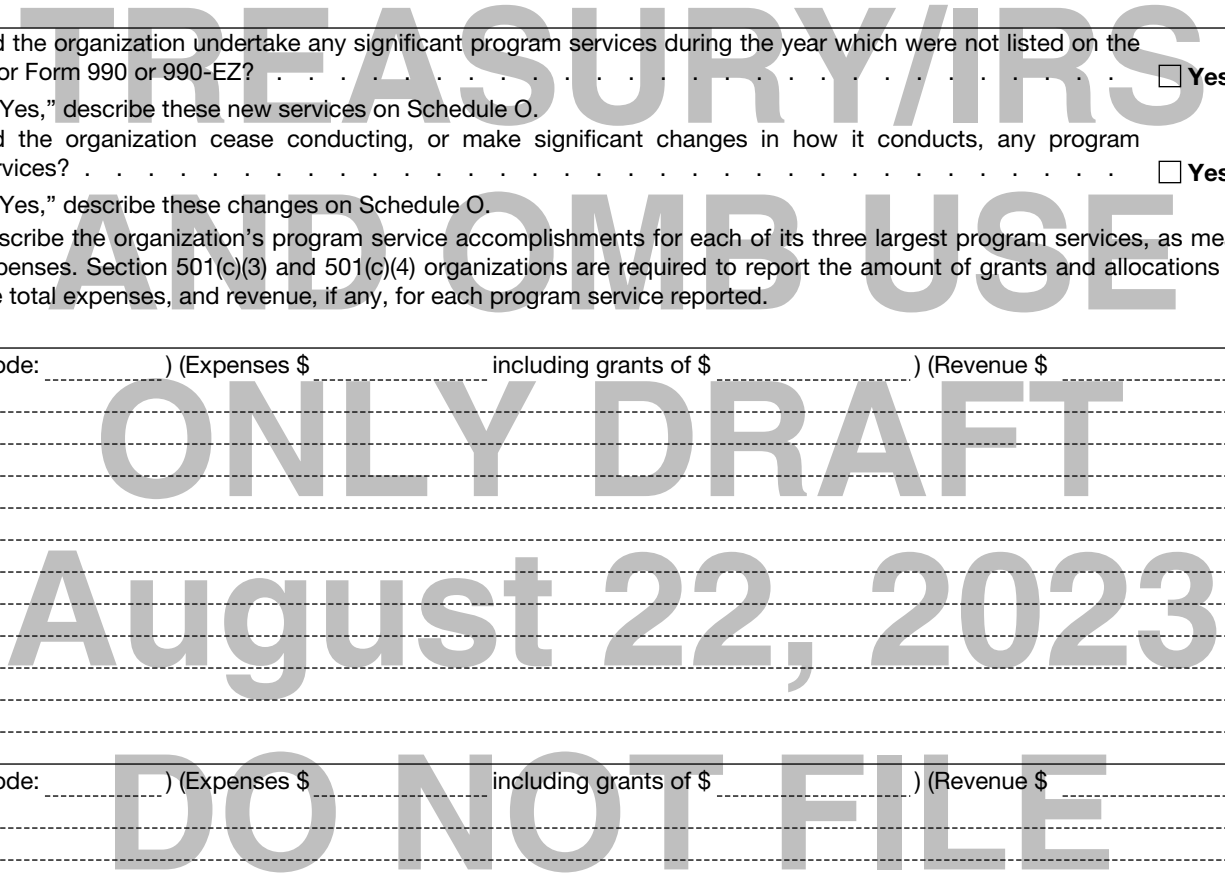 TREASURY/IRS
d the organization undertake any significant program services during the year which were not listed on the
or Form 990 or 990-EZ? . . . . . . . . . . . . . . . . . . . . . . . . . . . ☐ Yes
Yes,” describe these new services on Schedule O.
d the organization cease conducting, or make significant changes in how it conducts, any program
rvices? . . . . . . . . . . . . . . . . . . . . . . . . . . . . . . . . . ☐ Yes
Yes,” describe these changes on Schedule O.
AND OMB USE
scribe the organization’s program service accomplishments for each of its three largest program services, as me
penses. Section 501(c)(3) and 501(c)(4) organizations are required to report the amount of grants and allocations
e total expenses, and revenue, if any, for each program service reported.
ode: ) (Expenses $ including grants of $ ) (Revenue $
ONLY DRAFT
August 22, 2023
DO NOT FILE
ode: ) (Expenses $ including grants of $ ) (Revenue $